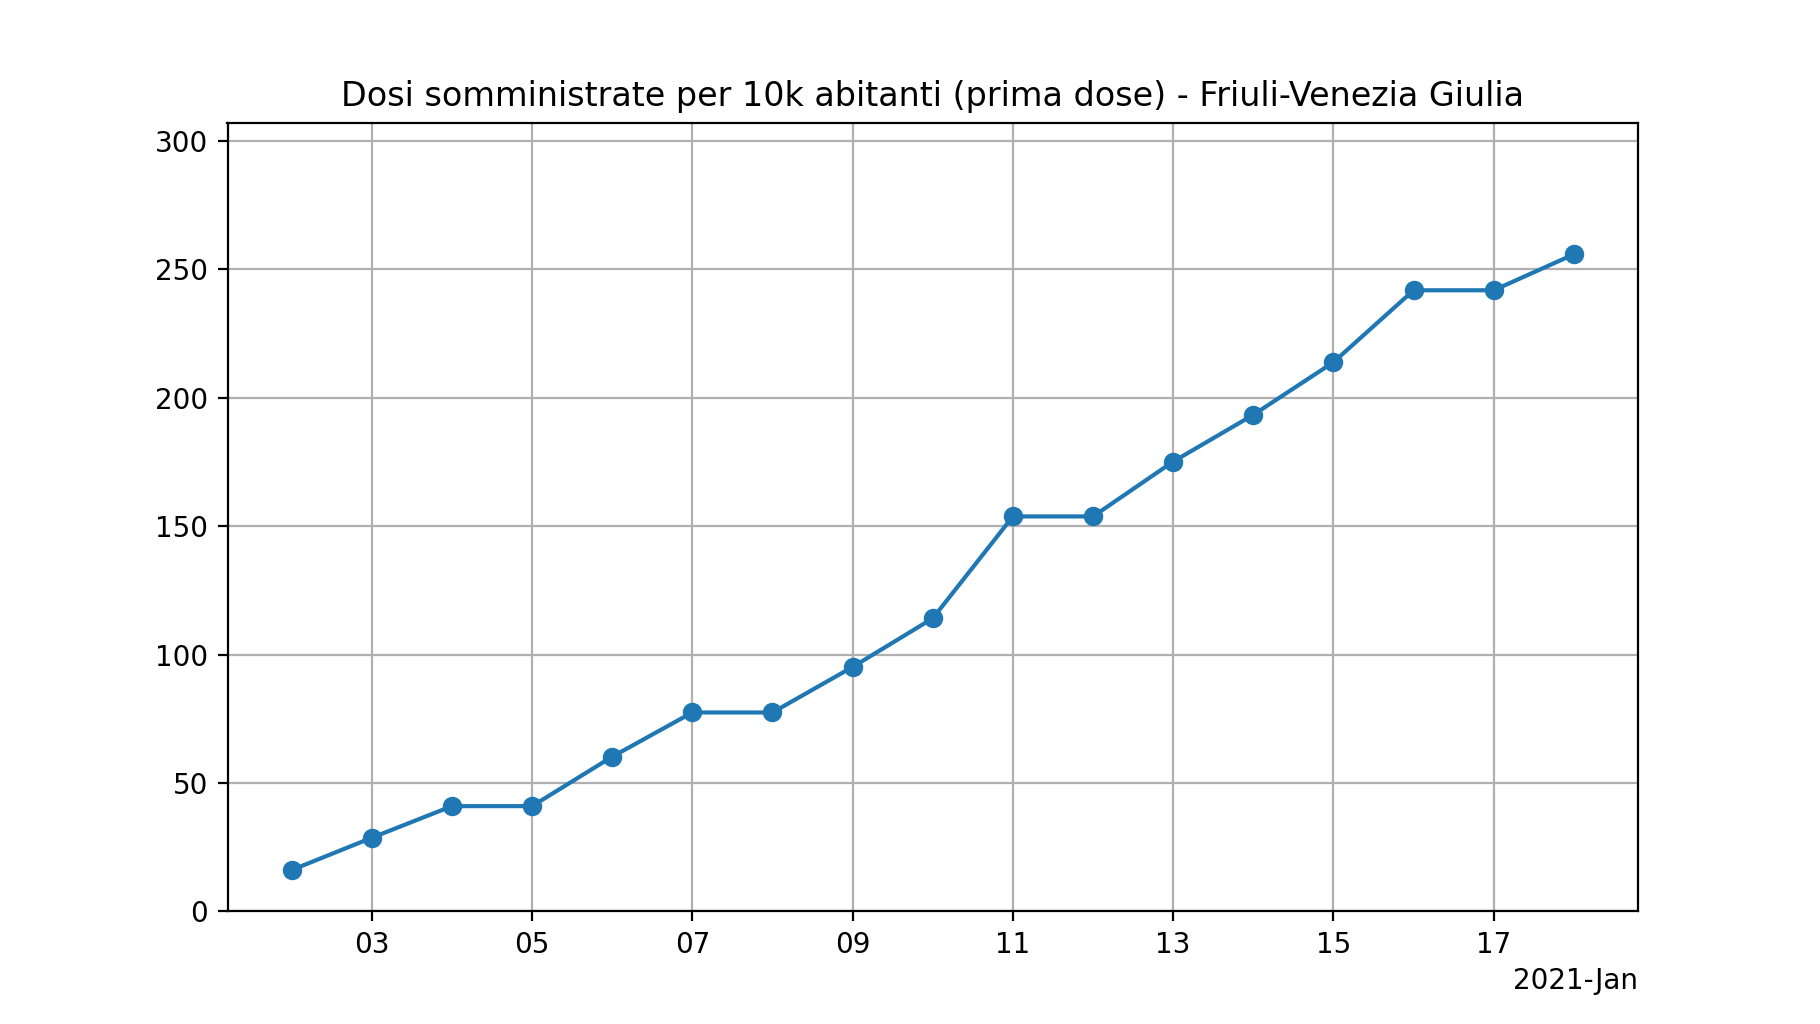 Dosi somministrate per 10k abitanti (prima dose) - Friuli-Venezia Giulia
300
250
200
150
100
50
0
03 05 07 09 11 13 15 17
2021-Jan